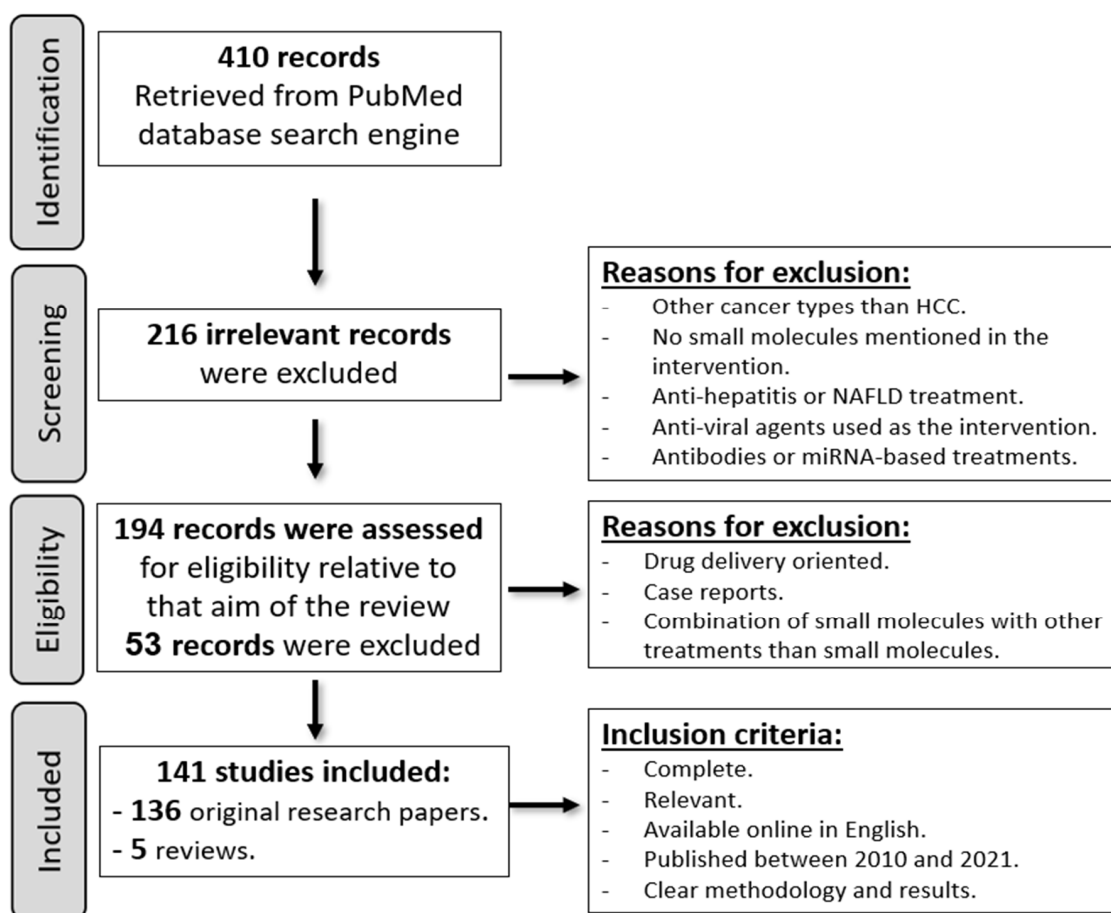 Identification
410 records
Retrieved from PubMed
database search engine
Screening
216 irrelevant records
were excluded
Reasons for exclusion:
- Other cancer types than HCC.
- No small molecules mentioned in the
intervention.
- Anti-hepatitis or NAFLD treatment.
- Anti-viral agents used as the intervention.
- Antibodies or miRNA-based treatments.
Eligibility
194 records were assessed
for eligibility relative to
that aim of the review
53 records were excluded
Reasons for exclusion:
- Drug delivery oriented.
- Case reports.
- Combination of small molecules with other
treatments than small molecules.
Included
141 studies included:
- 136 original research papers.
- 5 reviews.
Inclusion criteria:
- Complete.
- Relevant.
- Available online in English.
- Published between 2010 and 2021.
- Clear methodology and results.